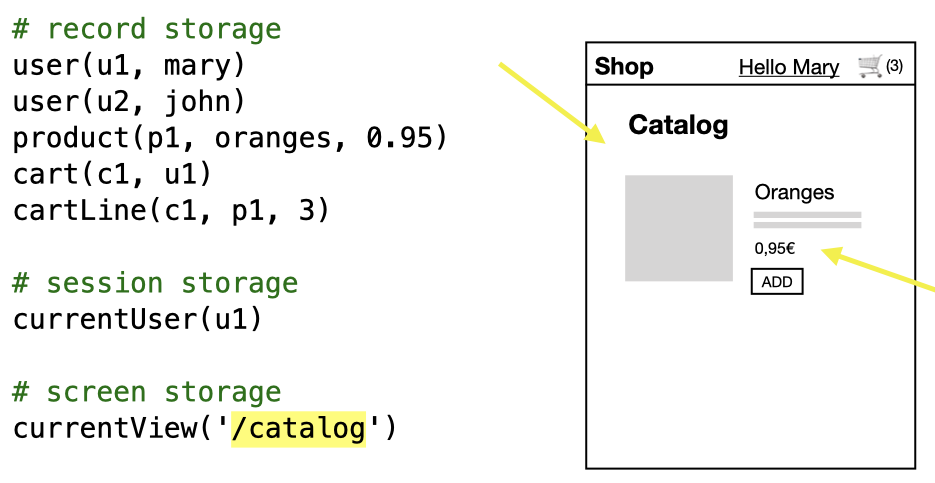 # record storage
user(u1, mary)
user(u2, john)
product(p1, oranges, 0.95)
cart(c1, u1)
cartLine(c1, p1, 3)
# session storage
currentUser(u1)
# screen storage
currentView('/catalog')
Shop Hello Mary (3)
Catalog
Oranges
0,95€
ADD